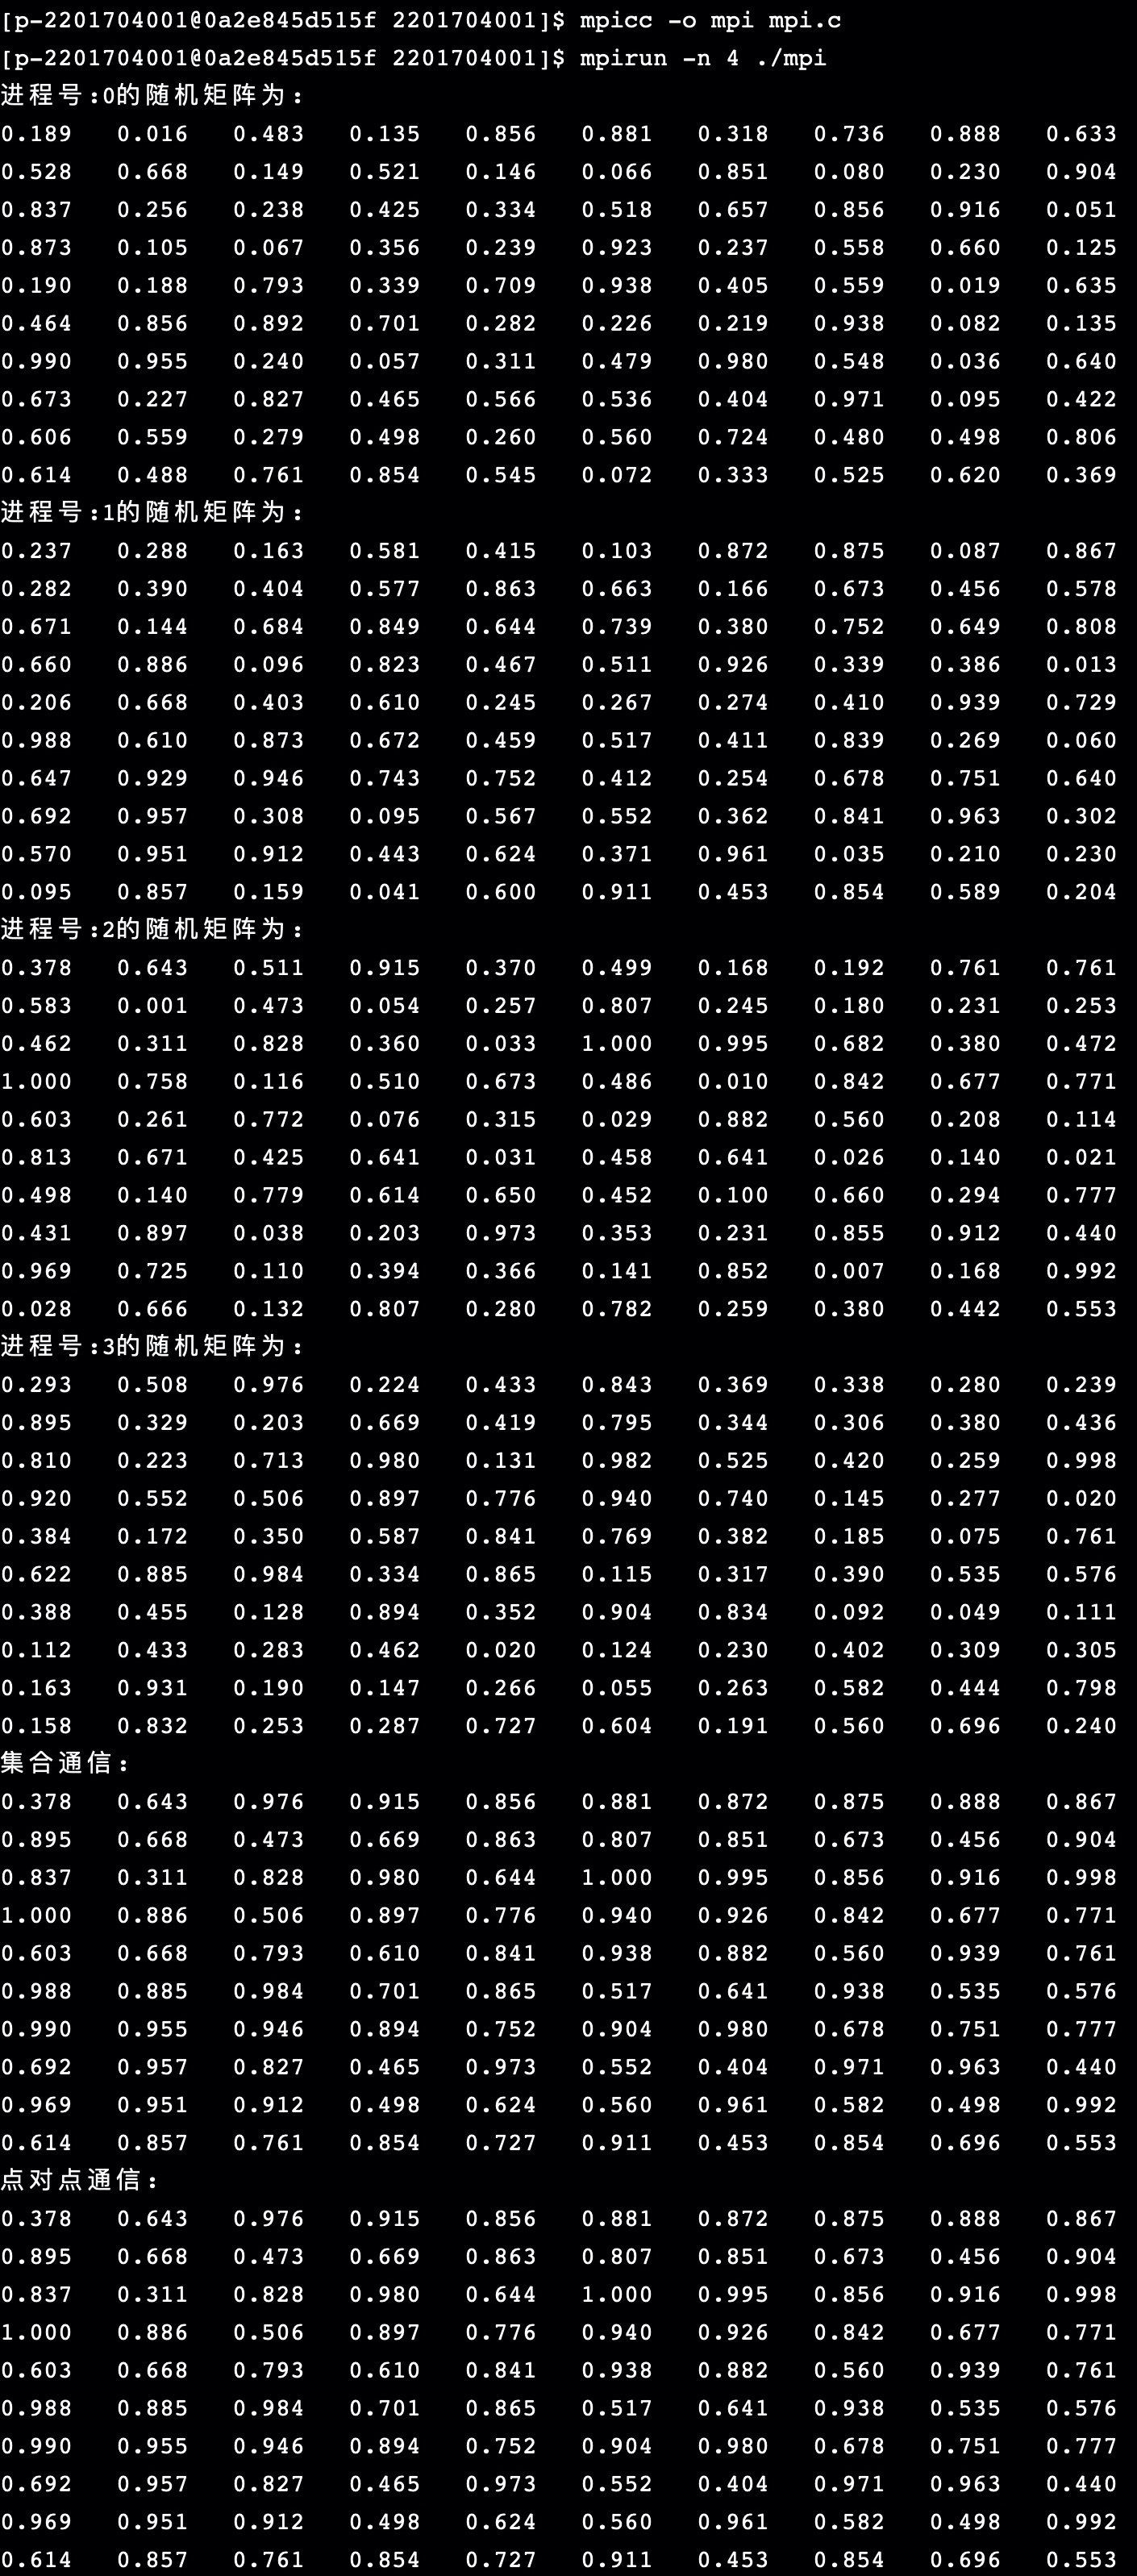 [p-2201704001@0a2e845d515f 2201704001]$ mpicc -o mpi mpi.c
[p-2201704001@0a2e845d515f 2201704001]$ mpirun -n 4 ./mpi
进程号:0的随机矩阵为:
0.189 0.016 0.483 0.135 0.856 0.881 0.318 0.736 0.888 0.633
0.528 0.668 0.149 0.521 0.146 0.066 0.851 0.080 0.230 0.904
0.837 0.256 0.238 0.425 0.334 0.518 0.657 0.856 0.916 0.051
0.873 0.105 0.067 0.356 0.239 0.923 0.237 0.558 0.660 0.125
0.190 0.188 0.793 0.339 0.709 0.938 0.405 0.559 0.019 0.635
0.464 0.856 0.892 0.701 0.282 0.226 0.219 0.938 0.082 0.135
0.990 0.955 0.240 0.057 0.311 0.479 0.980 0.548 0.036 0.640
0.673 0.227 0.827 0.465 0.566 0.536 0.404 0.971 0.095 0.422
0.606 0.559 0.279 0.498 0.260 0.560 0.724 0.480 0.498 0.806
0.614 0.488 0.761 0.854 0.545 0.072 0.333 0.525 0.620 0.369
进程号:1的随机矩阵为:
0.237 0.288 0.163 0.581 0.415 0.103 0.872 0.875 0.087 0.867
0.282 0.390 0.404 0.577 0.863 0.663 0.166 0.673 0.456 0.578
0.671 0.144 0.684 0.849 0.644 0.739 0.380 0.752 0.649 0.808
0.660 0.886 0.096 0.823 0.467 0.511 0.926 0.339 0.386 0.013
0.206 0.668 0.403 0.610 0.245 0.267 0.274 0.410 0.939 0.729
0.988 0.610 0.873 0.672 0.459 0.517 0.411 0.839 0.269 0.060
0.647 0.929 0.946 0.743 0.752 0.412 0.254 0.678 0.751 0.640
0.692 0.957 0.308 0.095 0.567 0.552 0.362 0.841 0.963 0.302
0.570 0.951 0.912 0.443 0.624 0.371 0.961 0.035 0.210 0.230
0.095 0.857 0.159 0.041 0.600 0.911 0.453 0.854 0.589 0.204
进程号:2的随机矩阵为:
0.378 0.643 0.511 0.915 0.370 0.499 0.168 0.192 0.761 0.761
0.583 0.001 0.473 0.054 0.257 0.807 0.245 0.180 0.231 0.253
0.462 0.311 0.828 0.360 0.033 1.000 0.995 0.682 0.380 0.472
1.000 0.758 0.116 0.510 0.673 0.486 0.010 0.842 0.677 0.771
0.603 0.261 0.772 0.076 0.315 0.029 0.882 0.560 0.208 0.114
0.813 0.671 0.425 0.641 0.031 0.458 0.641 0.026 0.140 0.021
0.498 0.140 0.779 0.614 0.650 0.452 0.100 0.660 0.294 0.777
0.431 0.897 0.038 0.203 0.973 0.353 0.231 0.855 0.912 0.440
0.969 0.725 0.110 0.394 0.366 0.141 0.852 0.007 0.168 0.992
0.028 0.666 0.132 0.807 0.280 0.782 0.259 0.380 0.442 0.553
进程号:3的随机矩阵为:
0.293 0.508 0.976 0.224 0.433 0.843 0.369 0.338 0.280 0.239
0.895 0.329 0.203 0.669 0.419 0.795 0.344 0.306 0.380 0.436
0.810 0.223 0.713 0.980 0.131 0.982 0.525 0.420 0.259 0.998
0.920 0.552 0.506 0.897 0.776 0.940 0.740 0.145 0.277 0.020
0.384 0.172 0.350 0.587 0.841 0.769 0.382 0.185 0.075 0.761
0.622 0.885 0.984 0.334 0.865 0.115 0.317 0.390 0.535 0.576
0.388 0.455 0.128 0.894 0.352 0.904 0.834 0.092 0.049 0.111
0.112 0.433 0.283 0.462 0.020 0.124 0.230 0.402 0.309 0.305
0.163 0.931 0.190 0.147 0.266 0.055 0.263 0.582 0.444 0.798
0.158 0.832 0.253 0.287 0.727 0.604 0.191 0.560 0.696 0.240
集合通信:
0.378 0.643 0.976 0.915 0.856 0.881 0.872 0.875 0.888 0.867
0.895 0.668 0.473 0.669 0.863 0.807 0.851 0.673 0.456 0.904
0.837 0.311 0.828 0.980 0.644 1.000 0.995 0.856 0.916 0.998
1.000 0.886 0.506 0.897 0.776 0.940 0.926 0.842 0.677 0.771
0.603 0.668 0.793 0.610 0.841 0.938 0.882 0.560 0.939 0.761
0.988 0.885 0.984 0.701 0.865 0.517 0.641 0.938 0.535 0.576
0.990 0.955 0.946 0.894 0.752 0.904 0.980 0.678 0.751 0.777
0.692 0.957 0.827 0.465 0.973 0.552 0.404 0.971 0.963 0.440
0.969 0.951 0.912 0.498 0.624 0.560 0.961 0.582 0.498 0.992
0.614 0.857 0.761 0.854 0.727 0.911 0.453 0.854 0.696 0.553
点对点通信:
0.378 0.643 0.976 0.915 0.856 0.881 0.872 0.875 0.888 0.867
0.895 0.668 0.473 0.669 0.863 0.807 0.851 0.673 0.456 0.904
0.837 0.311 0.828 0.980 0.644 1.000 0.995 0.856 0.916 0.998
1.000 0.886 0.506 0.897 0.776 0.940 0.926 0.842 0.677 0.771
0.603 0.668 0.793 0.610 0.841 0.938 0.882 0.560 0.939 0.761
0.988 0.885 0.984 0.701 0.865 0.517 0.641 0.938 0.535 0.576
0.990 0.955 0.946 0.894 0.752 0.904 0.980 0.678 0.751 0.777
0.692 0.957 0.827 0.465 0.973 0.552 0.404 0.971 0.963 0.440
0.969 0.951 0.912 0.498 0.624 0.560 0.961 0.582 0.498 0.992
0.614 0.857 0.761 0.854 0.727 0.911 0.453 0.854 0.696 0.553